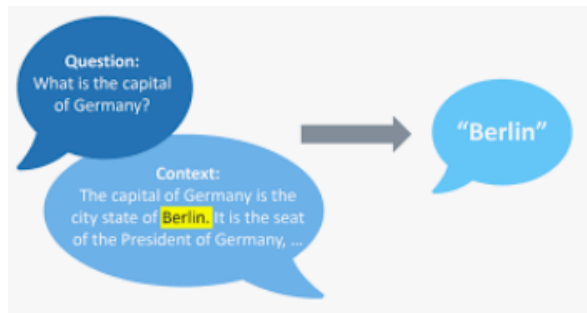 Question:
What is the capital
of Germany?
Context:
The capital of Germany is the
city state of Berlin. It is the seat
of the President of Germany, ...
“Berlin”